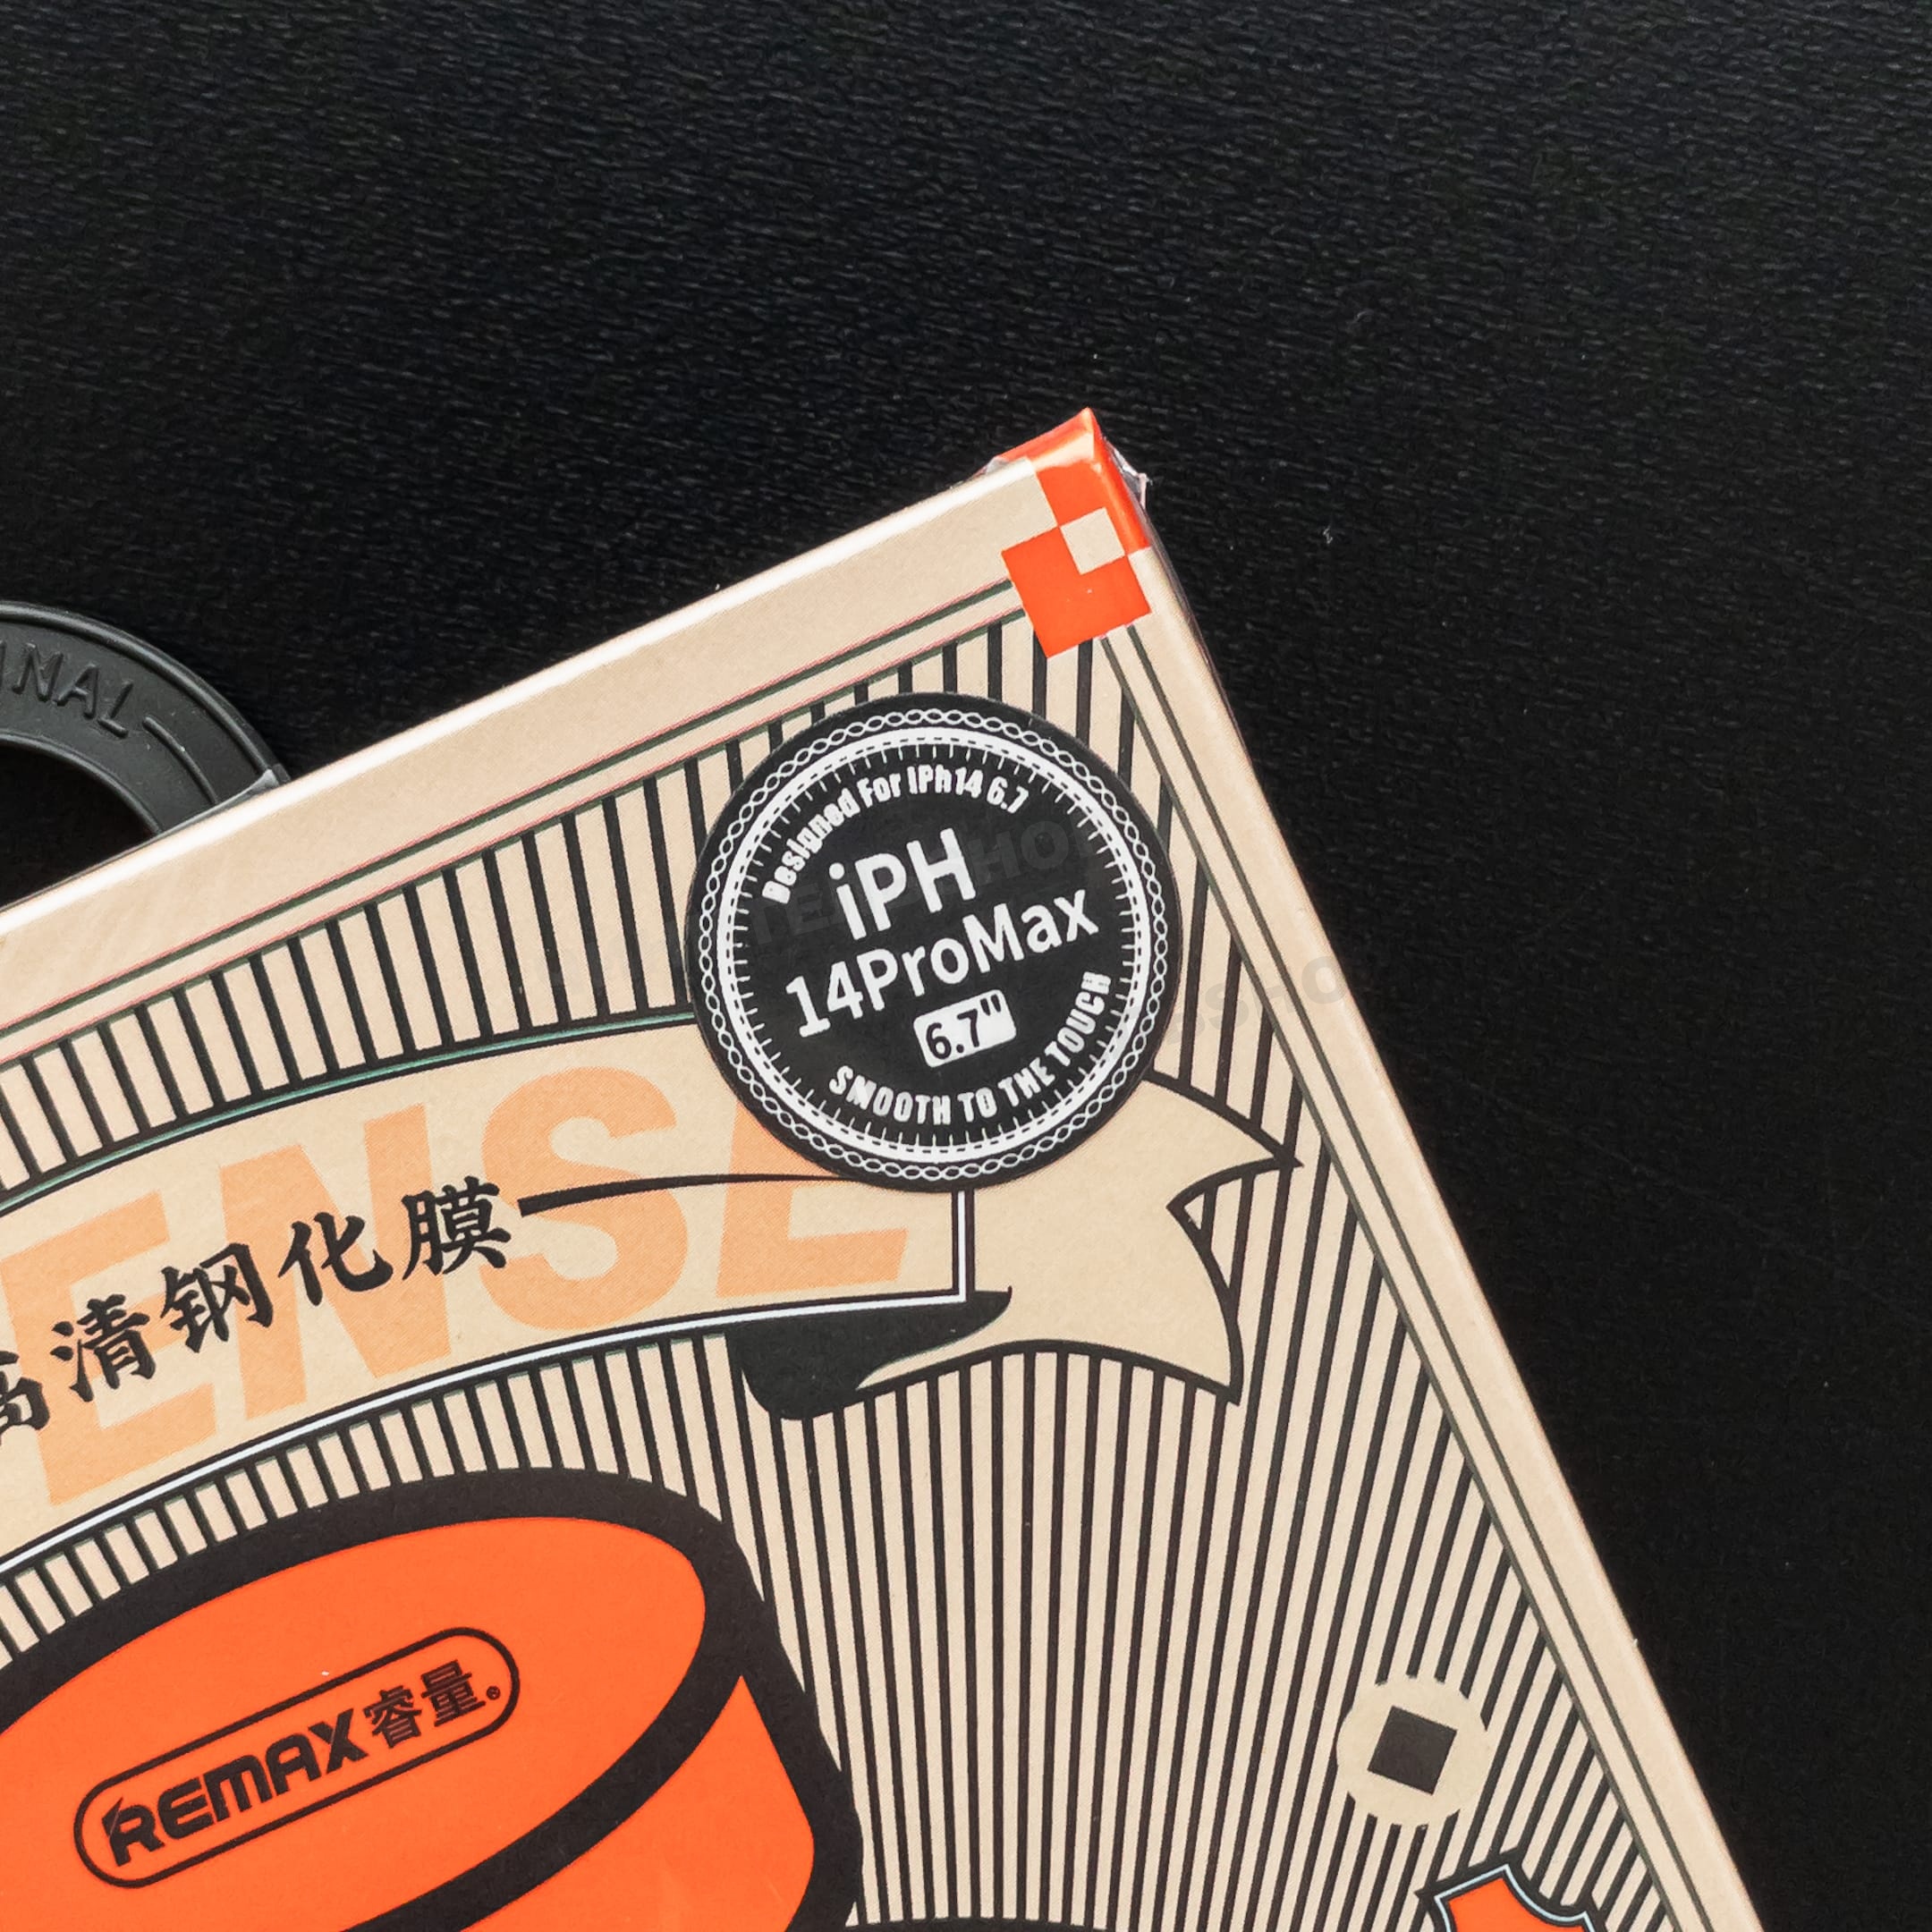 NAL
Designed For iPh14 6.7
iPH
14ProMax
6.7"
SMOOTH TO THE TOUCH
ENSE
高清钢化膜
REMAX睿量®